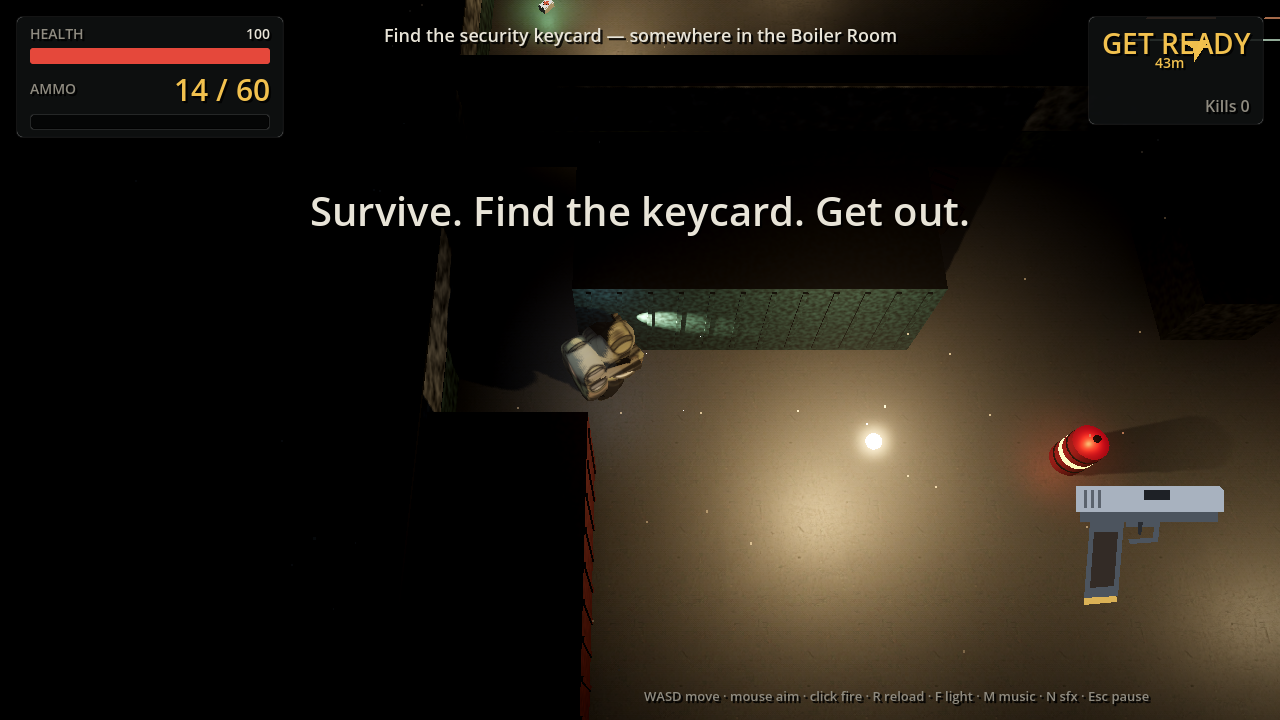 HEALTH 100
AMMO 14 / 60
Find the security keycard — somewhere in the Boiler Room
GET READY
43m
Kills 0
Survive. Find the keycard. Get out.
WASD move · mouse aim · click fire · R reload · F light · M music · N sfx · Esc pause